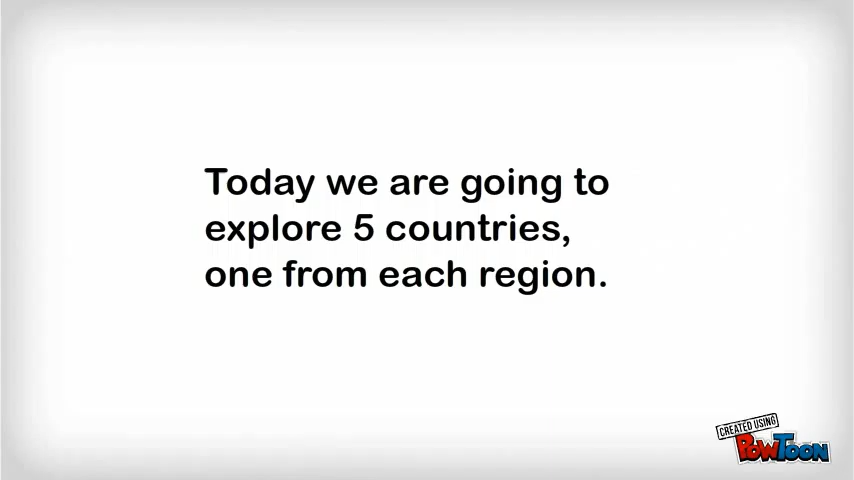 Today we are going to
explore 5 countries,
one from each region.
CREATED USING
POWTOON